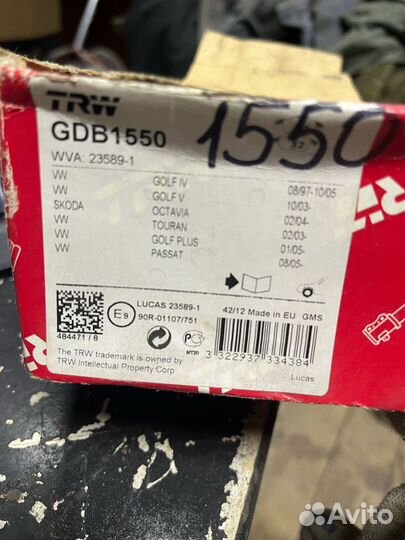 TRW
GDB1550
1550
x2
WVA: 23589-1
VW GOLF IV 08/97-10/05
VW GOLF V 10/03-
SKODA OCTAVIA 02/04-
VW TOURAN 02/03-
VW GOLF PLUS 01/05-
VW PASSAT 08/05-
E9
LUCAS 23589-1
90R-01107/751
42/12 Made in EU GMS
484471 / 8
MT20
3 322937 334384
The TRW trademark is owned by
TRW Intellectual Property Corp
Lucas
Avito